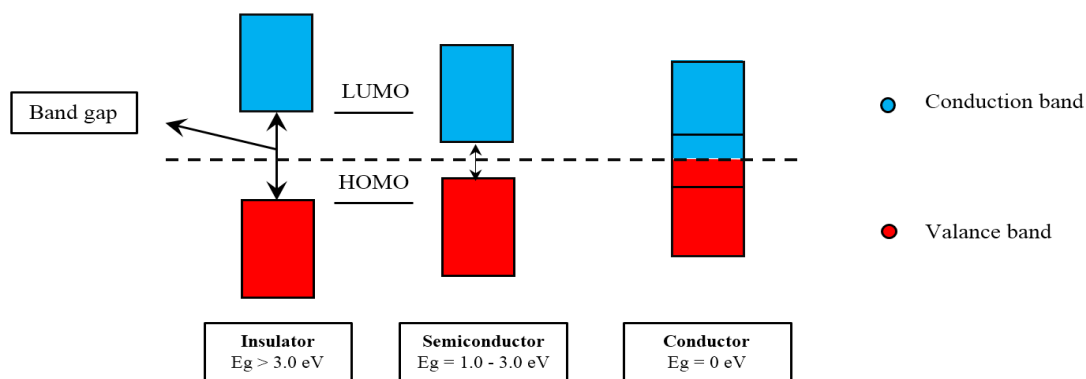 LUMO
Band gap
Conduction band
HOMO
Valance band
Insulator
Eg > 3.0 eV
Semiconductor
Eg = 1.0 - 3.0 eV
Conductor
Eg = 0 eV